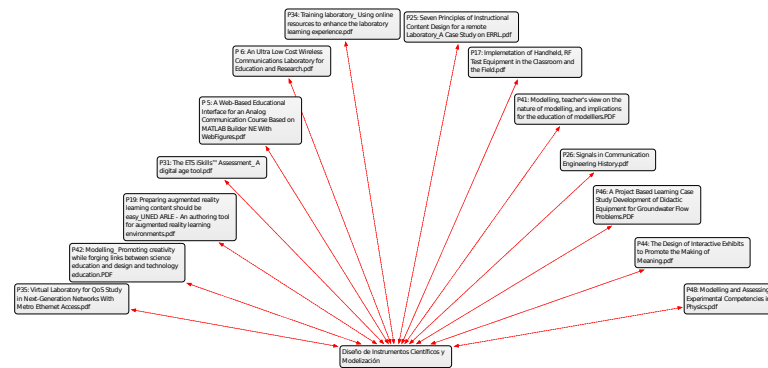 P34: Training laboratory_ Using online
resources to enhance the laboratory
learning experience.pdf
P25: Seven Principles of Instructional
Content Design for a remote
Laboratory_A Case Study on ERRL.pdf
P 6: An Ultra Low Cost Wireless
Communications Laboratory for
Education and Research.pdf
P17: Implemetation of Handheld, RF
Test Equipment in the Classroom and
the Field.pdf
P 5: A Web-Based Educational
Interface for an Analog
Communication Course Based on
MATLAB Builder NE With
WebFigures.pdf
P41: Modelling, teacher's view on the
nature of modelling, and implications
for the education of modellers.PDF
P31: The ETS iSkills™ Assessment_ A
digital age tool.pdf
P26: Signals in Communication
Engineering History.pdf
P19: Preparing augmented reality
learning content should be
easy_UNED ARLE - An authoring tool
for augmented reality learning
environments.pdf
P46: A Project Based Learning Case
Study Development of Didactic
Equipment for Groundwater Flow
Problems.PDF
P42: Modelling_ Promoting creativity
while forging links between science
education and design and technology
education.PDF
P44: The Design of Interactive Exhibits
to Promote the Making of
Meaning.pdf
P35: Virtual Laboratory for QoS Study
in Next-Generation Networks With
Metro Ethernet Access.pdf
P48: Modelling and Assessing
Experimental Competencies in
Physics.pdf
Diseño de Instrumentos Científicos y
Modelización